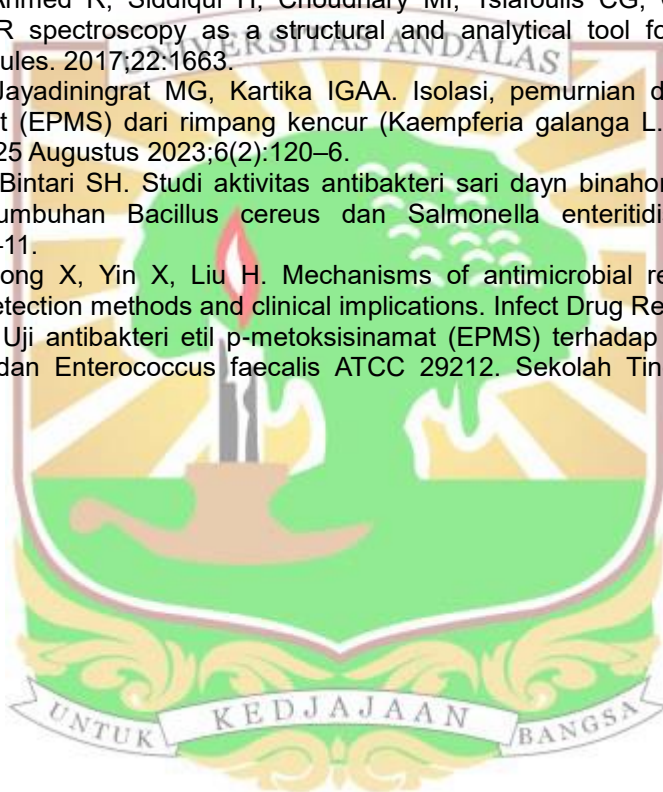 Ahmed R, Siddiqui H, Choudhary MI, Tsiafoulis CG,
R spectroscopy as a structural and analytical tool fo
ules. 2017;22:1663.
UNIVERSITAS ANDALAS
Jayadiningrat MG, Kartika IGAA. Isolasi, pemurnian d
t (EPMS) dari rimpang kencur (Kaempferia galanga L.
25 Augustus 2023;6(2):120–6.
Bintari SH. Studi aktivitas antibakteri sari dayn binahon
umbuhan Bacillus cereus dan Salmonella enteritidi
–11.
ong X, Yin X, Liu H. Mechanisms of antimicrobial re
etection methods and clinical implications. Infect Drug Re
Uji antibakteri etil p-metoksisinamat (EPMS) terhadap
dan Enterococcus faecalis ATCC 29212. Sekolah Tin
UNTUK KEDJAJAAN BANGSA